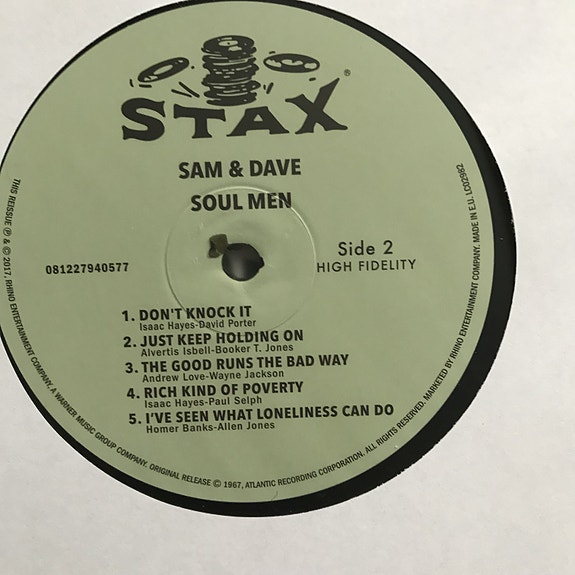 STAX®
SAM & DAVE
SOUL MEN
081227940577
Side 2
HIGH FIDELITY
1. DON'T KNOCK IT
Isaac Hayes-David Porter
2. JUST KEEP HOLDING ON
Alvertis Isbell-Booker T. Jones
3. THE GOOD RUNS THE BAD WAY
Andrew Love-Wayne Jackson
4. RICH KIND OF POVERTY
Isaac Hayes-Paul Selph
5. I'VE SEEN WHAT LONELINESS CAN DO
Homer Banks-Allen Jones
THIS REISSUE ℗ & © 2017, RHINO ENTERTAINMENT COMPANY, A WARNER MUSIC GROUP COMPANY. ORIGINAL RELEASE © 1967, ATLANTIC RECORDING CORPORATION. ALL RIGHTS RESERVED. MARKETED BY RHINO ENTERTAINMENT COMPANY. MADE IN E.U. LC02982